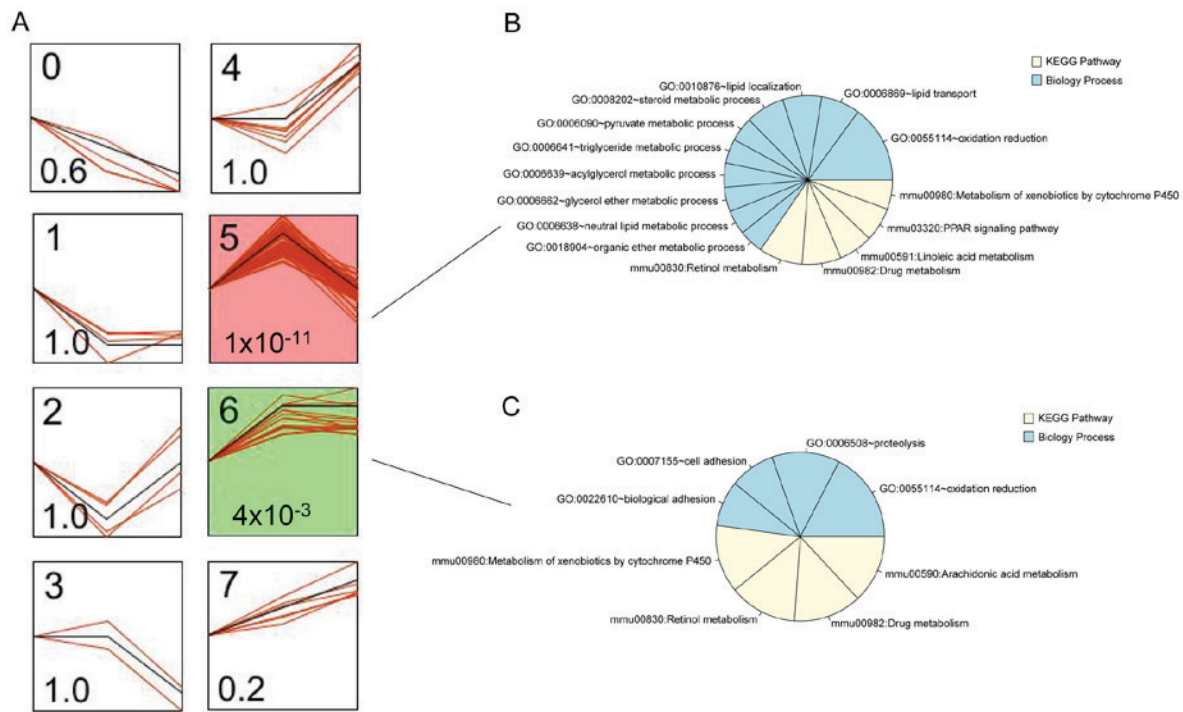 A
0
0.6
4
1.0
1
1.0
5
1x10⁻¹¹
2
1.0
6
4x10⁻³
3
1.0
7
0.2
B
KEGG Pathway
Biology Process
GO:0010876~lipid localization
GO:0006869~lipid transport
GO:0008202~steroid metabolic process
GO:0006090~pyruvate metabolic process
GO:0055114~oxidation reduction
GO:0006641~triglyceride metabolic process
GO:0006639~acylglycerol metabolic process
mmu00980:Metabolism of xenobiotics by cytochrome P450
GO:0006662~glycerol ether metabolic process
mmu03320:PPAR signaling pathway
GO:0006638~neutral lipid metabolic process
GO:0018904~organic ether metabolic process
mmu00591:Linoleic acid metabolism
mmu00830:Retinol metabolism
mmu00982:Drug metabolism
C
KEGG Pathway
Biology Process
GO:0006508~proteolysis
GO:0007155~cell adhesion
GO:0055114~oxidation reduction
GO:0022610~biological adhesion
mmu00980:Metabolism of xenobiotics by cytochrome P450
mmu00590:Arachidonic acid metabolism
mmu00830:Retinol metabolism
mmu00982:Drug metabolism